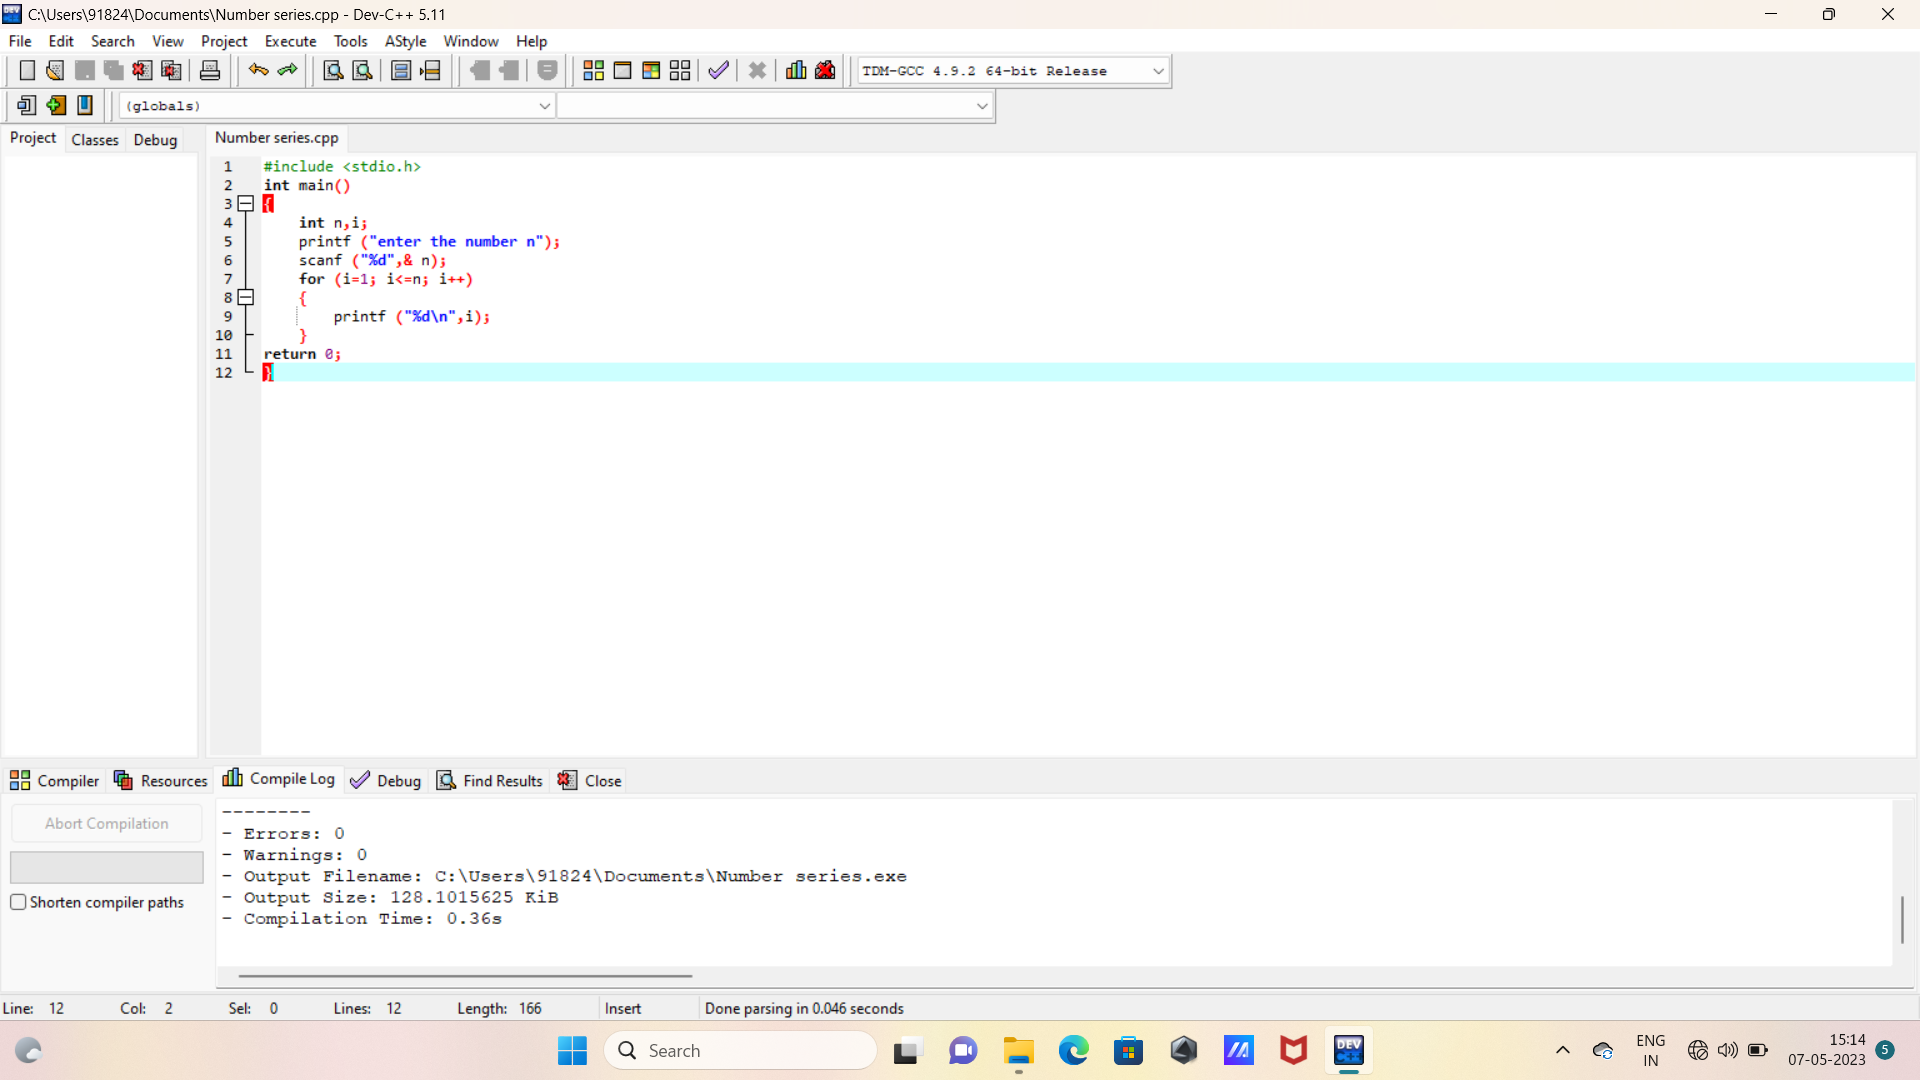 C:\Users\91824\Documents\Number series.cpp - Dev-C++ 5.11
File Edit Search View Project Execute Tools AStyle Window Help
TDM-GCC 4.9.2 64-bit Release
(globals)
Project Classes Debug Number series.cpp
1 #include <stdio.h>
2 int main()
3 {
4 int n,i;
5 printf ("enter the number n");
6 scanf ("%d",& n);
7 for (i=1; i<=n; i++)
8 {
9 printf ("%d\n",i);
10 }
11 return 0;
12 }
Compiler Resources Compile Log Debug Find Results Close
Abort Compilation
Shorten compiler paths
--------
- Errors: 0
- Warnings: 0
- Output Filename: C:\Users\91824\Documents\Number series.exe
- Output Size: 128.1015625 KiB
- Compilation Time: 0.36s
Line: 12 Col: 2 Sel: 0 Lines: 12 Length: 166 Insert Done parsing in 0.046 seconds
Search
DEV
C++
ENG
IN
15:14
07-05-2023
5